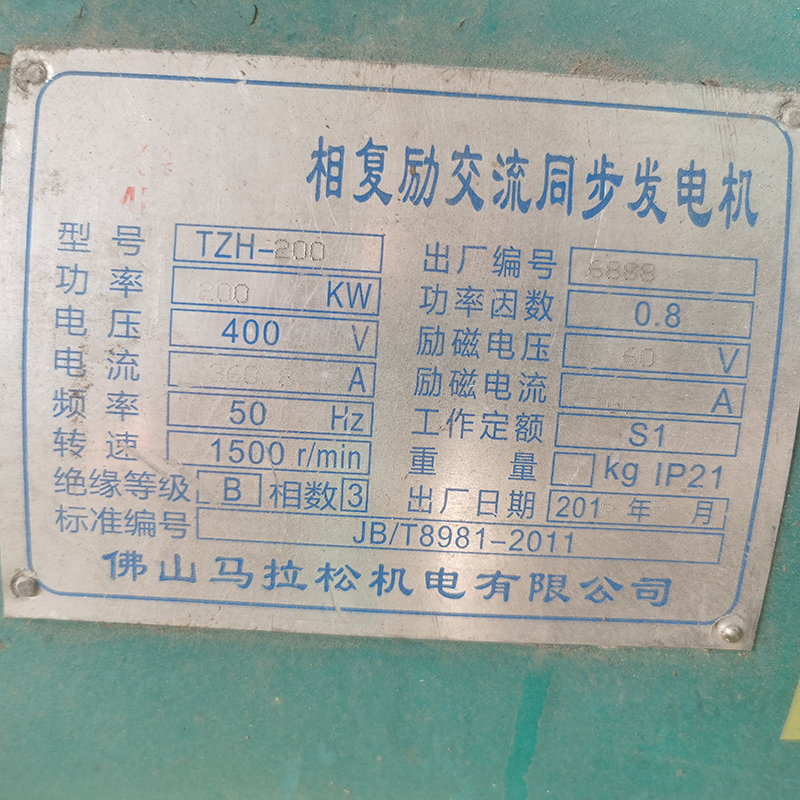 相复励交流同步发电机
型号 TZH-200 出厂编号 6888
功率 200 KW 功率因数 0.8
电压 400 V 励磁电压 60 V
电流 A 励磁电流 A
频率 50 Hz 工作定额 S1
转速 1500 r/min 重量 kg IP21
绝缘等级 B 相数 3 出厂日期 201 年 月
标准编号 JB/T8981-2011
佛山马拉松机电有限公司